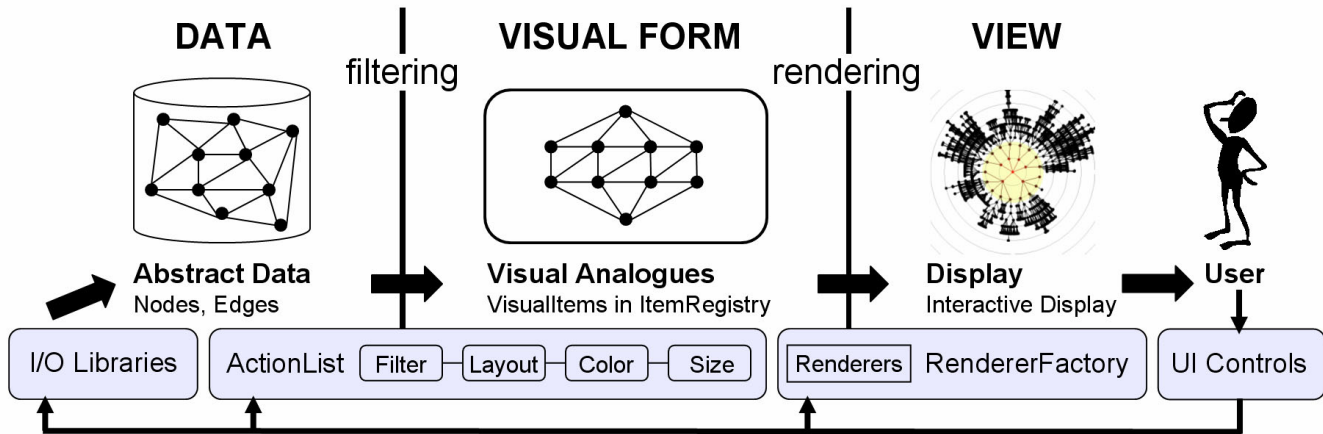 DATA
VISUAL FORM
VIEW
filtering
rendering
Abstract Data
Nodes, Edges
Visual Analogues
VisualItems in ItemRegistry
Display
Interactive Display
User
I/O Libraries
ActionList
Filter
Layout
Color
Size
Renderers
RendererFactory
UI Controls